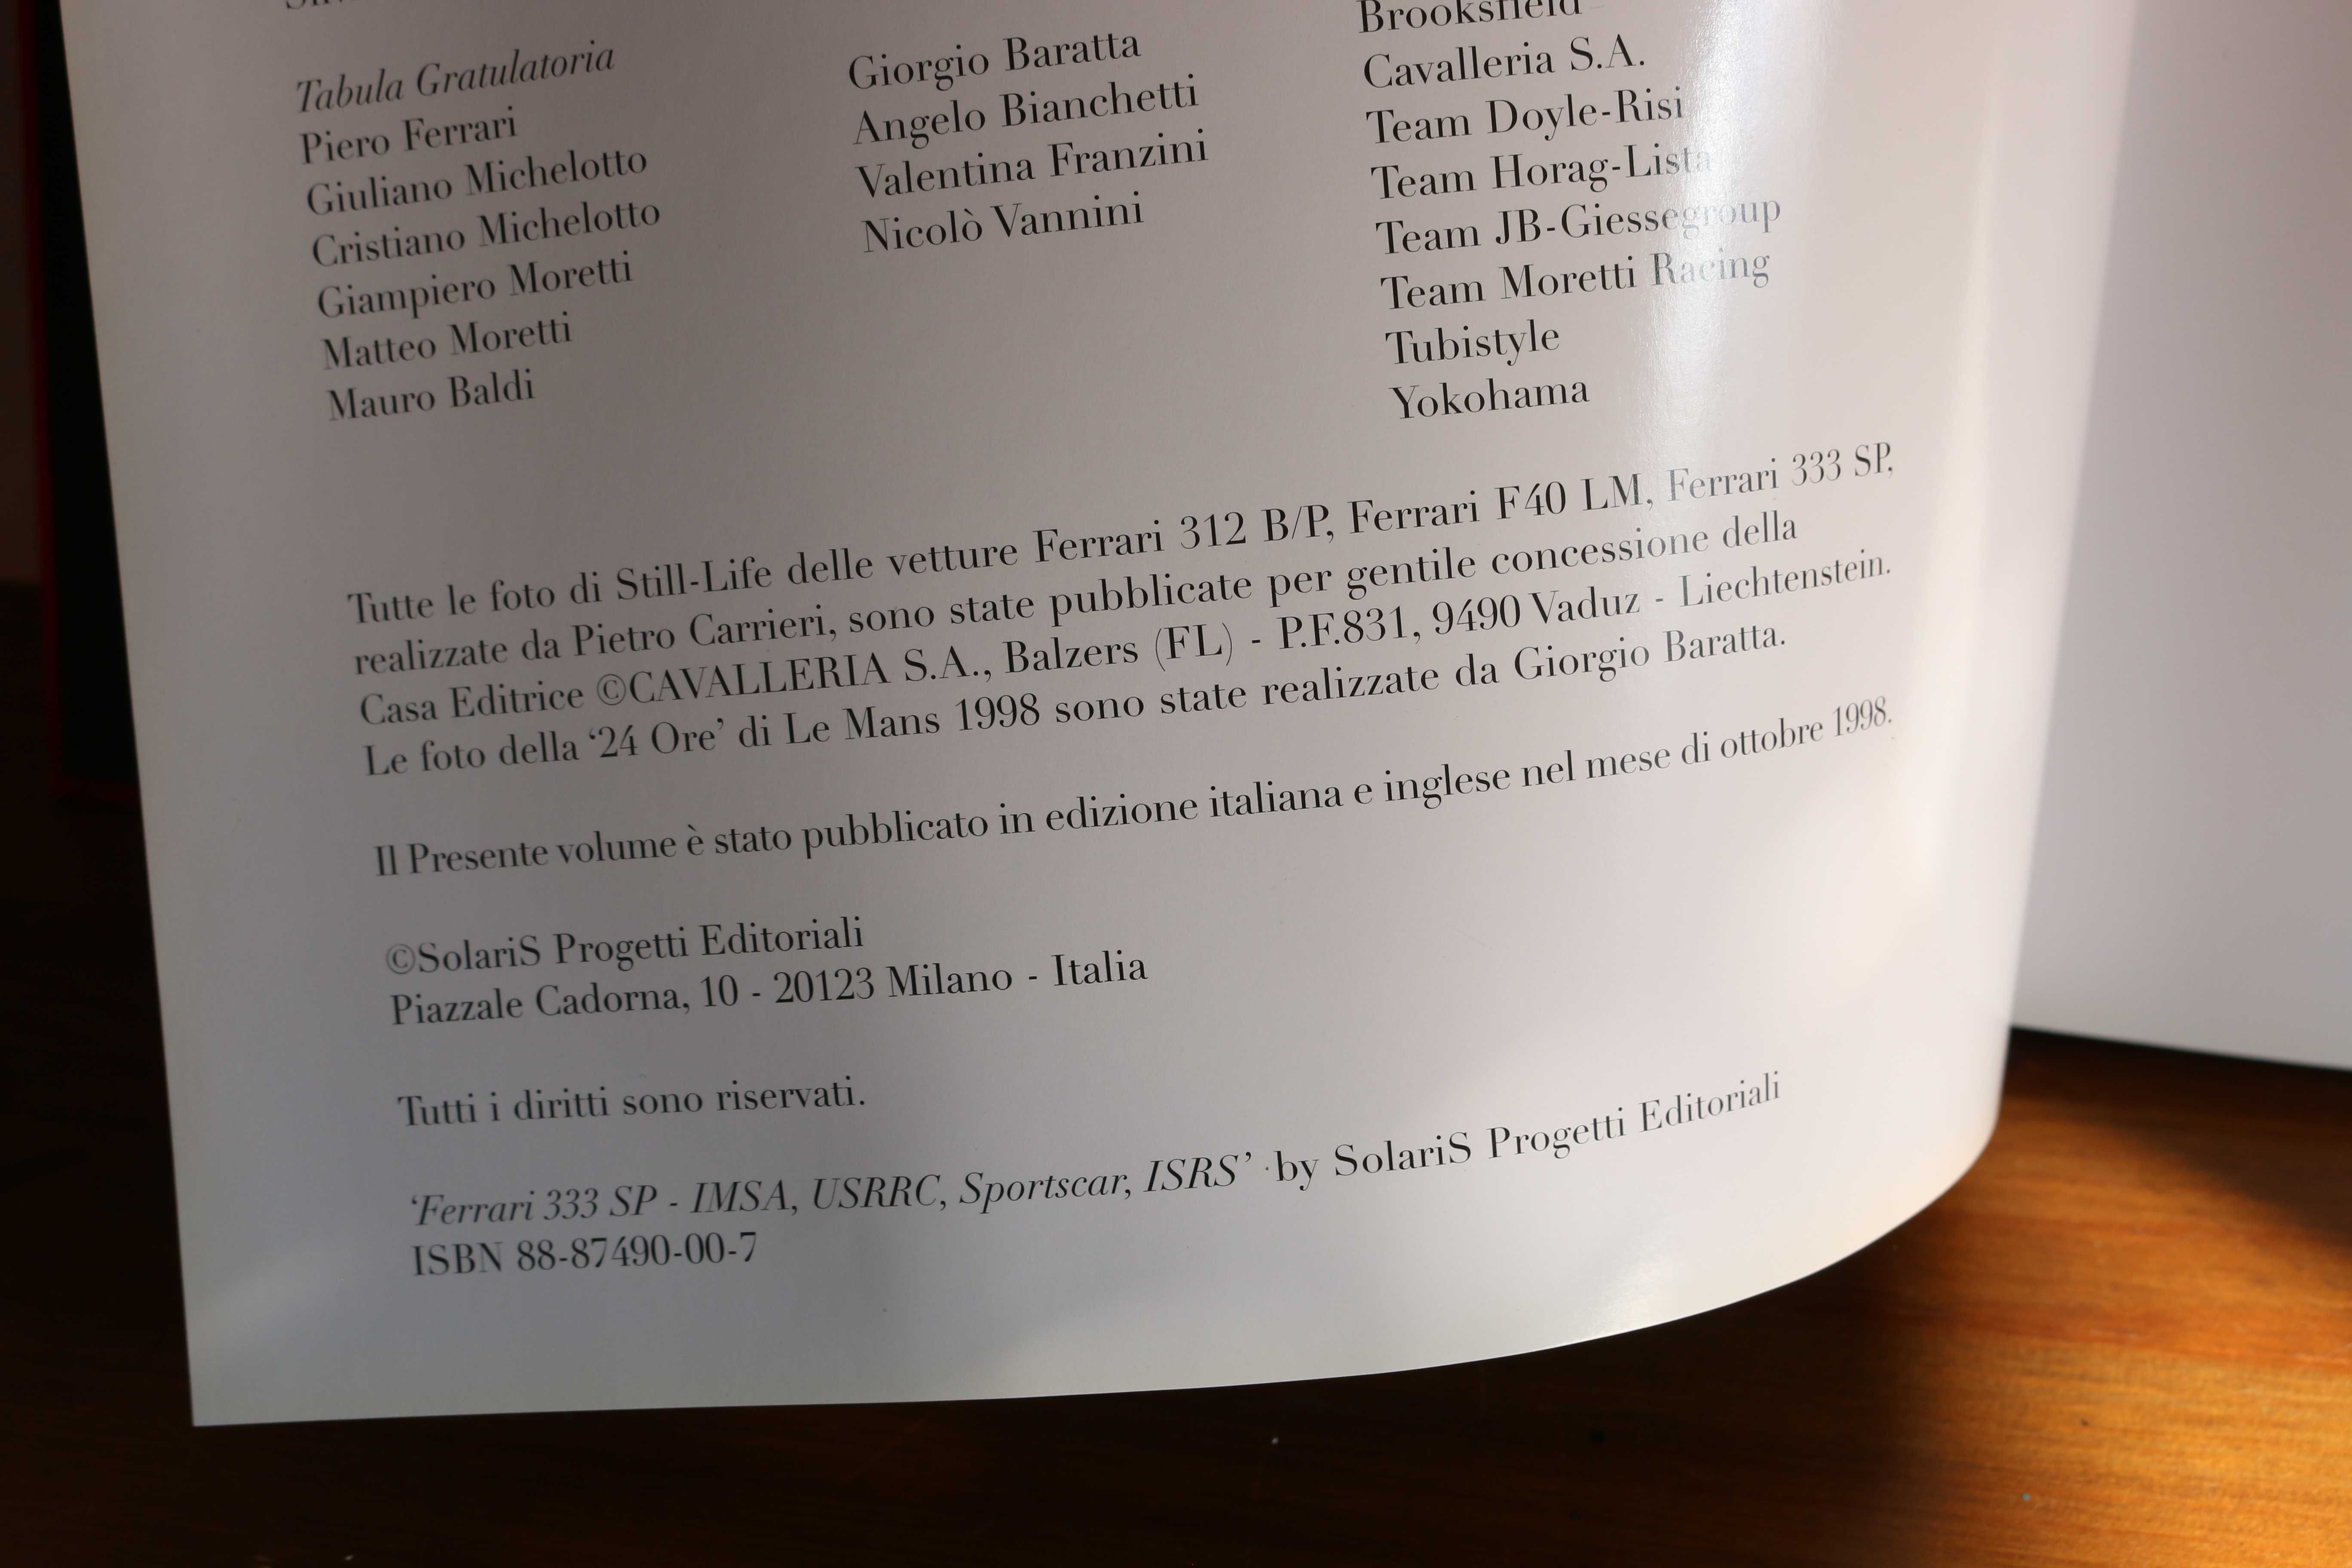 Tabula Gratulatoria
Piero Ferrari
Giuliano Michelotto
Cristiano Michelotto
Giampiero Moretti
Matteo Moretti
Mauro Baldi
Giorgio Baratta
Angelo Bianchetti
Valentina Franzini
Nicolò Vannini
Brooksfield
Cavalleria S.A.
Team Doyle-Risi
Team Horag-Lista
Team JB-Giessegroup
Team Moretti Racing
Tubistyle
Yokohama
Tutte le foto di Still-Life delle vetture Ferrari 312 B/P, Ferrari F40 LM, Ferrari 333 SP,
realizzate da Pietro Carrieri, sono state pubblicate per gentile concessione della
Casa Editrice ©CAVALLERIA S.A., Balzers (FL) - P.F.831, 9490 Vaduz - Liechtenstein.
Le foto della ‘24 Ore’ di Le Mans 1998 sono state realizzate da Giorgio Baratta.
Il Presente volume è stato pubblicato in edizione italiana e inglese nel mese di ottobre 1998.
©SolariS Progetti Editoriali
Piazzale Cadorna, 10 - 20123 Milano - Italia
Tutti i diritti sono riservati.
‘Ferrari 333 SP - IMSA, USRRC, Sportscar, ISRS’ by SolariS Progetti Editoriali
ISBN 88-87490-00-7